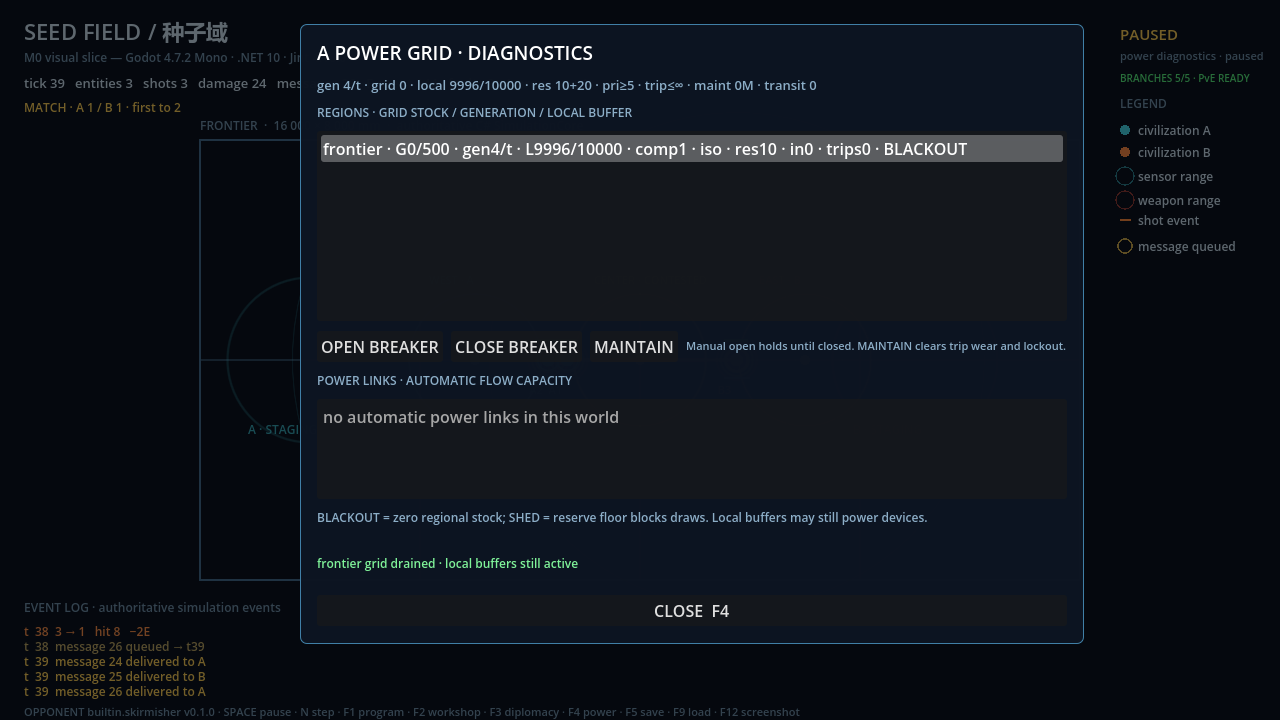 SEED FIELD / 种子域
M0 visual slice — Godot 4.7.2 Mono · .NET 10 ·
tick 39 entities 3 shots 3 damage 24
MATCH · A 1 / B 1 · first to 2
FRONTIER · 16
A · STAGI
A POWER GRID · DIAGNOSTICS
gen 4/t · grid 0 · local 9996/10000 · res 10+20 · pri≥5 · trip≤∞ · maint 0M · transit 0
REGIONS · GRID STOCK / GENERATION / LOCAL BUFFER
frontier · G0/500 · gen4/t · L9996/10000 · comp1 · iso · res10 · in0 · trips0 · BLACKOUT
OPEN BREAKER CLOSE BREAKER MAINTAIN Manual open holds until closed. MAINTAIN clears trip wear and lockout.
POWER LINKS · AUTOMATIC FLOW CAPACITY
no automatic power links in this world
BLACKOUT = zero regional stock; SHED = reserve floor blocks draws. Local buffers may still power devices.
frontier grid drained · local buffers still active
CLOSE F4
PAUSED
power diagnostics · paused
BRANCHES 5/5 · PvE READY
LEGEND
civilization A
civilization B
sensor range
weapon range
shot event
message queued
EVENT LOG · authoritative simulation events
t 38 3 → 1 hit 8 −2E
t 38 message 26 queued → t39
t 39 message 24 delivered to A
t 39 message 25 delivered to B
t 39 message 26 delivered to A
OPPONENT builtin.skirmisher v0.1.0 · SPACE pause · N step · F1 program · F2 workshop · F3 diplomacy · F4 power · F5 save · F9 load · F12 screenshot